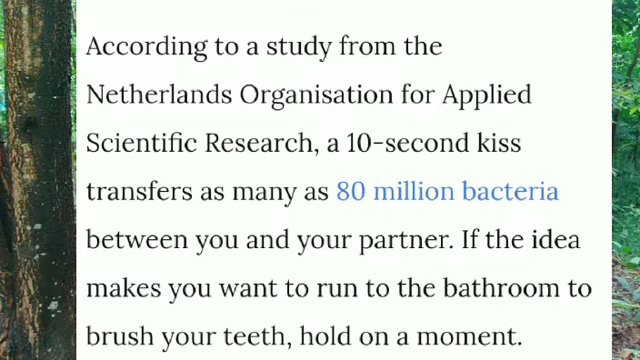 According to a study from the
Netherlands Organisation for Applied
Scientific Research, a 10-second kiss
transfers as many as 80 million bacteria
between you and your partner. If the idea
makes you want to run to the bathroom to
brush your teeth, hold on a moment.